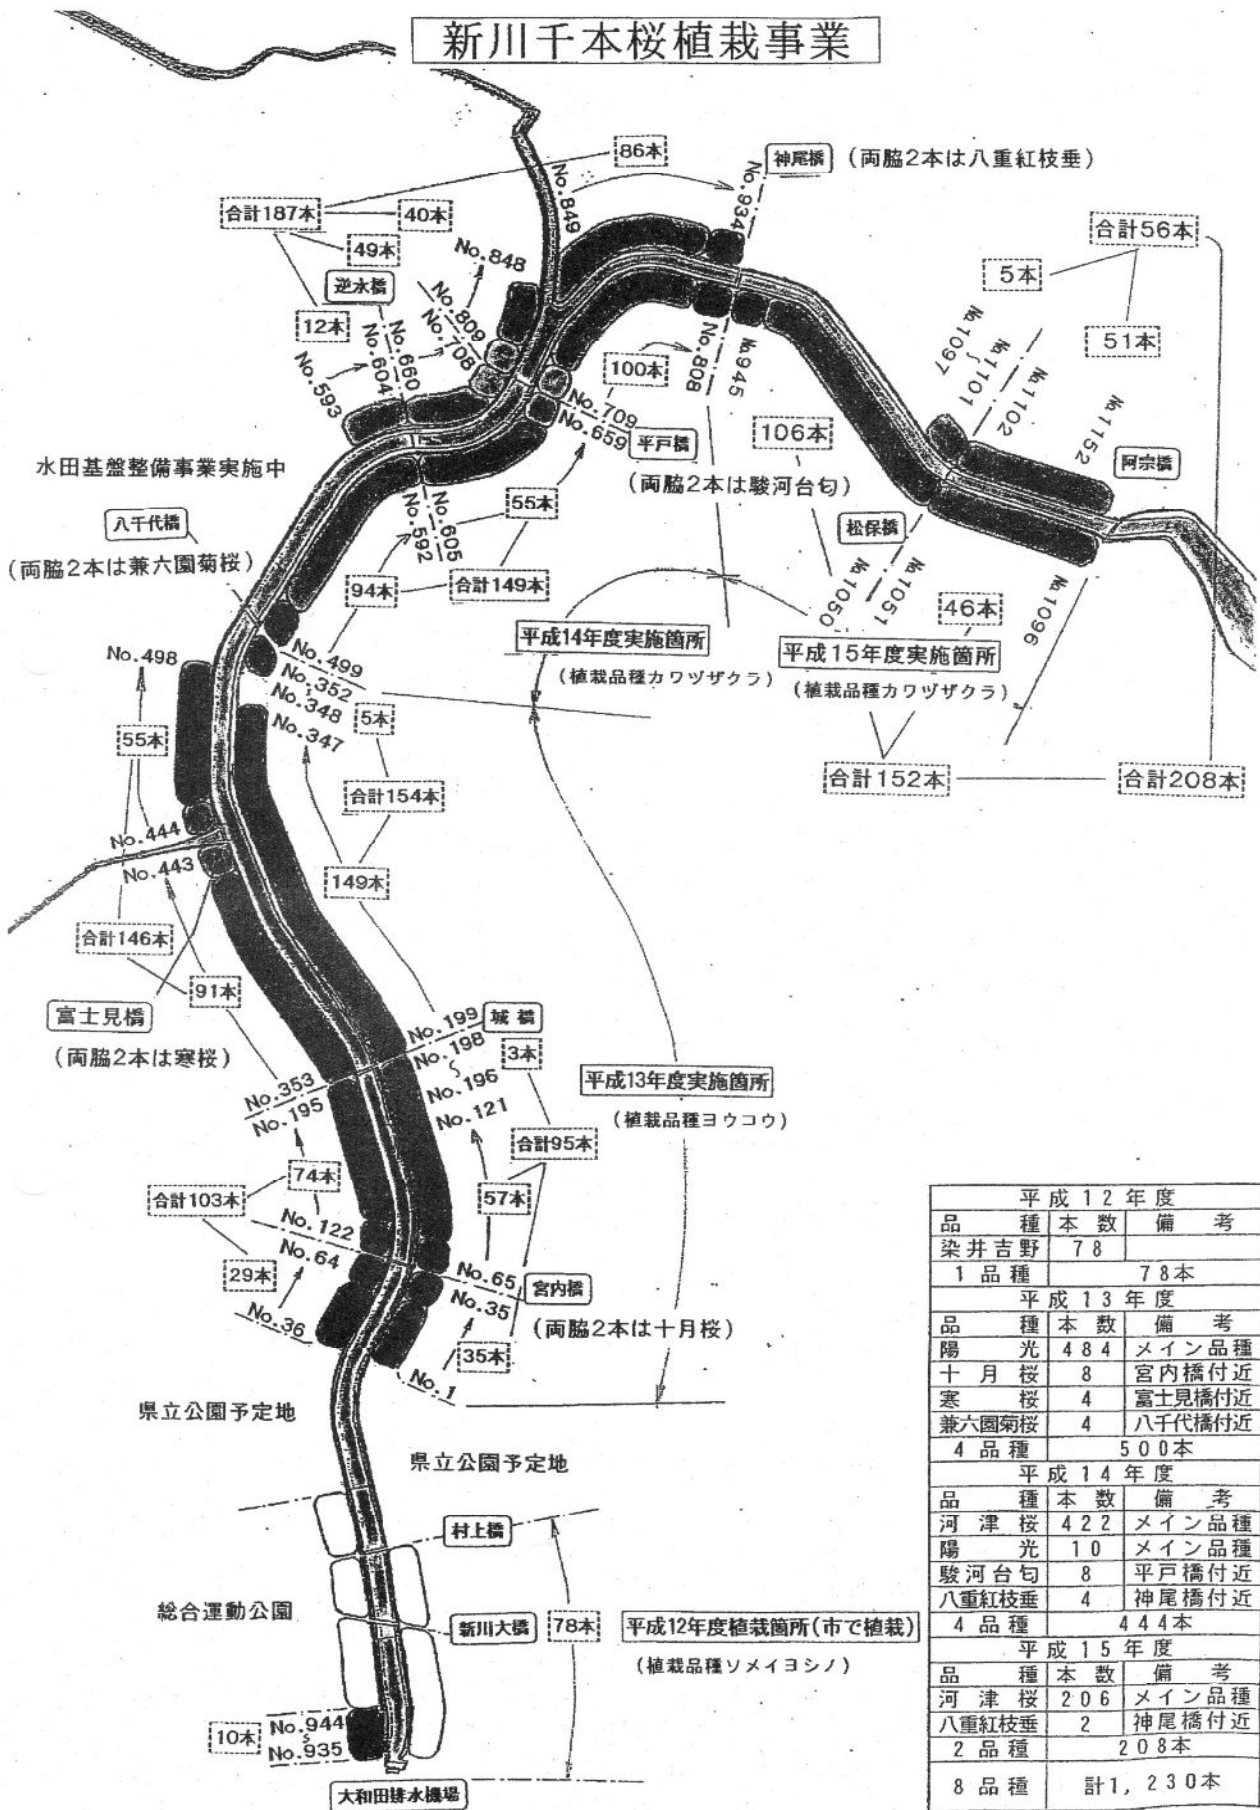 新川千本桜植栽事業
86本
神尾橋
(両脇2本は八重紅枝垂)
No.849
No.934
合計187本
40本
49本
No.848
逆水橋
12本
No.809
No.708
No.660
No.604
No.593
合計56本
5本
51本
№1097
〜
№1101
№1102
№1152
阿宗橋
100本
No.808
№945
No.709
No.659
平戸橋
(両脇2本は駿河台匂)
106本
水田基盤整備事業実施中
八千代橋
(両脇2本は兼六園菊桜)
No.605
No.592
55本
94本
合計149本
松保橋
№1050
№1051
46本
№1096
平成14年度実施箇所
(植栽品種カワヅザクラ)
平成15年度実施箇所
(植栽品種カワヅザクラ)
No.498
No.499
No.352
〜
No.348
No.347
5本
55本
合計154本
合計152本
合計208本
No.444
No.443
149本
合計146本
91本
富士見橋
(両脇2本は寒桜)
No.199
城橋
No.198
〜
No.196
3本
No.353
No.195
No.121
平成13年度実施箇所
(植栽品種ヨウコウ)
合計95本
74本
合計103本
57本
No.122
No.64
29本
No.65
No.35
宮内橋
(両脇2本は十月桜)
No.36
35本
No.1
県立公園予定地
県立公園予定地
村上橋
総合運動公園
新川大橋
78本
平成12年度植栽箇所(市で植栽)
(植栽品種ソメイヨシノ)
10本
No.944
〜
No.935
大和田排水機場
平成12年度
品種 本数 備考
染井吉野 78
1品種 78本
平成13年度
品種 本数 備考
陽光 484 メイン品種
十月桜 8 宮内橋付近
寒桜 4 富士見橋付近
兼六園菊桜 4 八千代橋付近
4品種 500本
平成14年度
品種 本数 備考
河津桜 422 メイン品種
陽光 10 メイン品種
駿河台匂 8 平戸橋付近
八重紅枝垂 4 神尾橋付近
4品種 444本
平成15年度
品種 本数 備考
河津桜 206 メイン品種
八重紅枝垂 2 神尾橋付近
2品種 208本
8品種 計1,230本